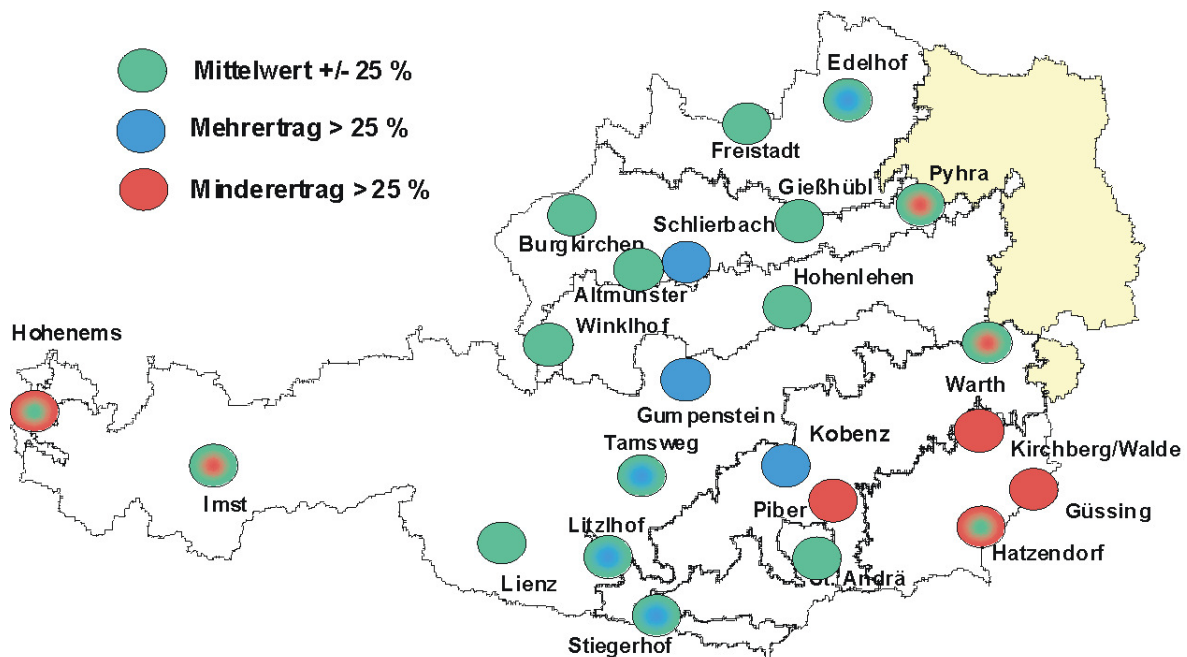 Mittelwert +/- 25 %
Mehrertrag > 25 %
Minderertrag > 25 %
Edelhof
Freistadt
Gießhübl
Pyhra
Burgkirchen
Schlierbach
Altmünster
Hohenlehen
Winklhof
Hohenems
Gumpenstein
Warth
Tamsweg
Kobenz
Kirchberg/Walde
Imst
Piber
Güssing
Litzlhof
Hatzendorf
Lienz
St. Andrä
Stiegerhof